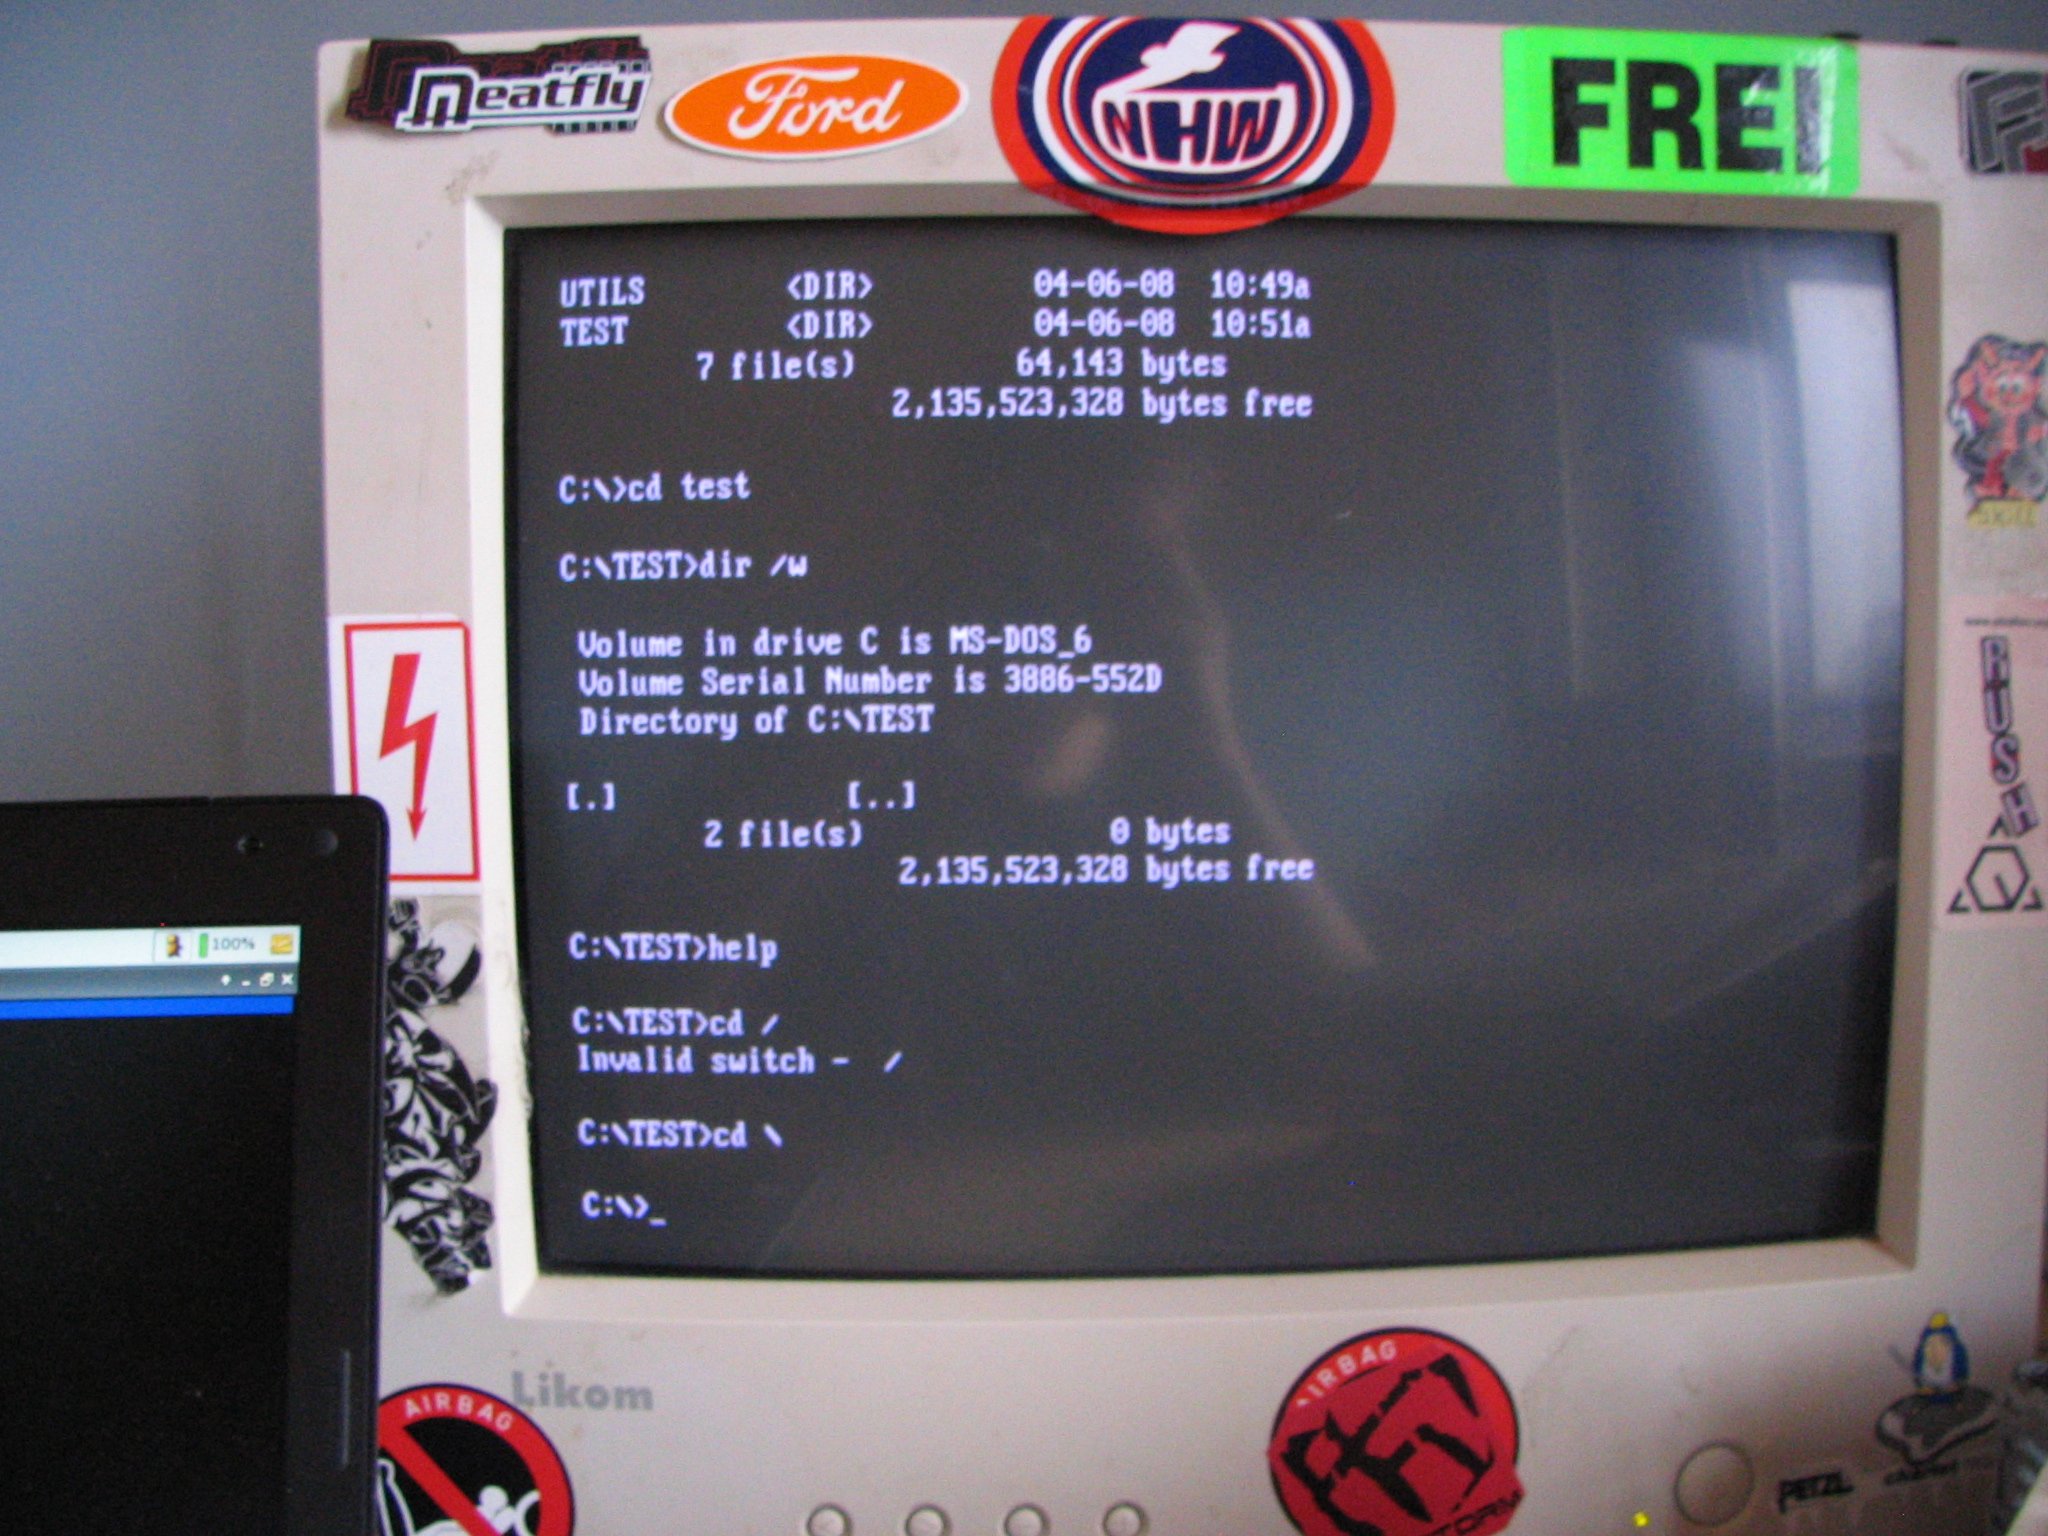 neatfly
Ford
NHW
FREI
UTILS <DIR> 04-06-08 10:49a
TEST <DIR> 04-06-08 10:51a
7 file(s) 64,143 bytes
2,135,523,328 bytes free
C:\>cd test
C:\TEST>dir /w
Volume in drive C is MS-DOS_6
Volume Serial Number is 3886-552D
Directory of C:\TEST
[.] [..]
2 file(s) 0 bytes
2,135,523,328 bytes free
C:\TEST>help
C:\TEST>cd /
Invalid switch - /
C:\TEST>cd \
C:\>_
100%
RUSH
Likom
AIRBAG
AIRBAG
PETZL